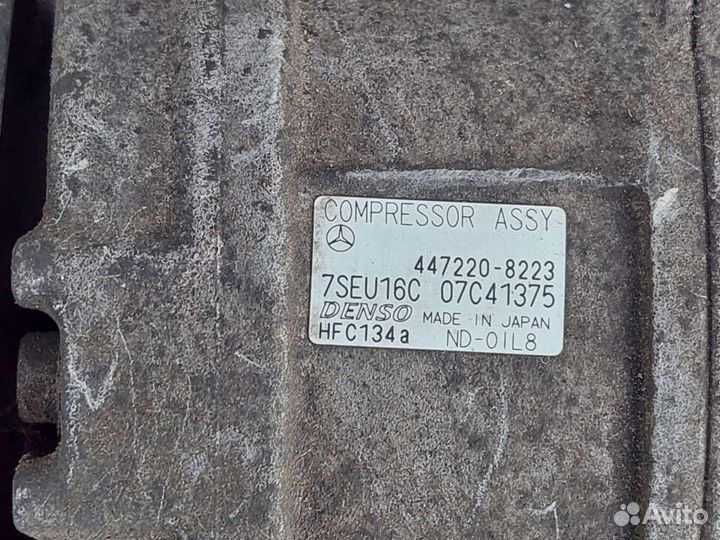 COMPRESSOR ASSY
447220-8223
7SEU16C 07C41375
DENSO MADE IN JAPAN
HFC134a ND-OIL8
Avito